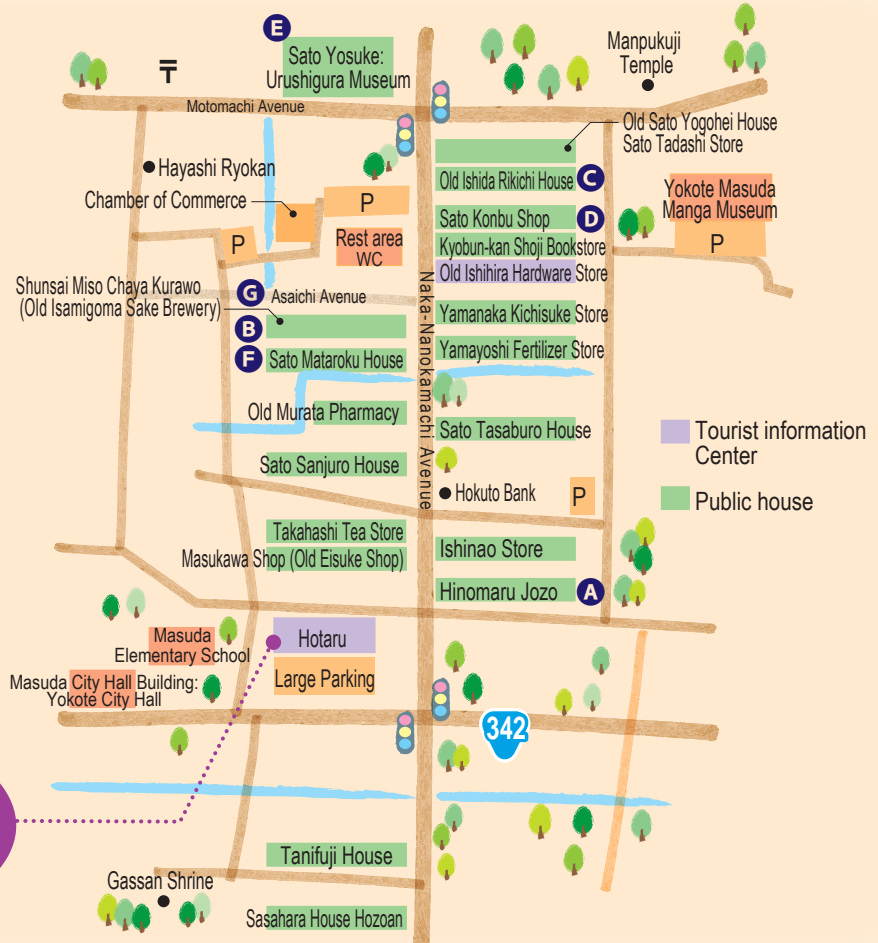 E
Sato Yosuke:
Urushigura Museum
〒
Manpukuji
Temple
Motomachi Avenue
Old Sato Yogohei House
Sato Tadashi Store
Hayashi Ryokan
Old Ishida Rikichi House
C
Chamber of Commerce
P
Yokote Masuda
Manga Museum
P
Sato Konbu Shop
D
P
Rest area
WC
Kyobun-kan Shoji Bookstore
Old Ishihira Hardware Store
Naka-Nanokamachi Avenue
Shunsai Miso Chaya Kurawo
(Old Isamigoma Sake Brewery)
G
Asaichi Avenue
Yamanaka Kichisuke Store
B
F
Sato Mataroku House
Yamayoshi Fertilizer Store
Old Murata Pharmacy
Sato Tasaburo House
Tourist information
Center
Sato Sanjuro House
Hokuto Bank
P
Public house
Takahashi Tea Store
Masukawa Shop (Old Eisuke Shop)
Ishinao Store
Hinomaru Jozo
A
Masuda
Elementary School
Hotaru
Masuda City Hall Building:
Yokote City Hall
Large Parking
342
Tanifuji House
Gassan Shrine
Sasahara House Hozoan